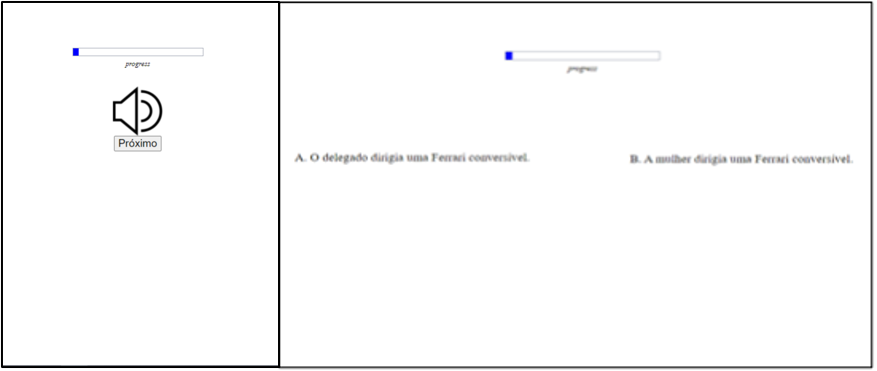 progress
Próximo
progress
A. O delegado dirigia uma Ferrari conversível.
B. A mulher dirigia uma Ferrari conversível.